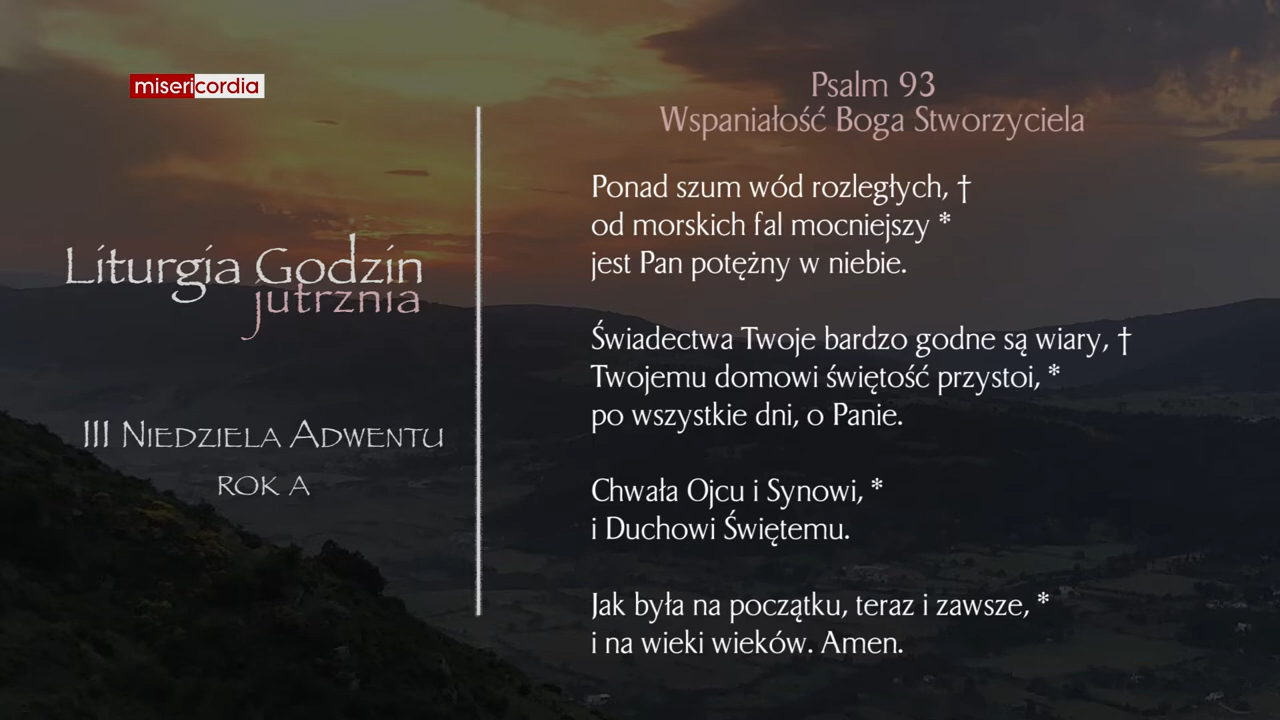 misericordia
Liturgia Godzin
jutrznia
III Niedziela Adwentu
rok A
Psalm 93
Wspaniałość Boga Stworzyciela
Ponad szum wód rozległych, †
od morskich fal mocniejszy *
jest Pan potężny w niebie.
Świadectwa Twoje bardzo godne są wiary, †
Twojemu domowi świętość przystoi, *
po wszystkie dni, o Panie.
Chwała Ojcu i Synowi, *
i Duchowi Świętemu.
Jak była na początku, teraz i zawsze, *
i na wieki wieków. Amen.